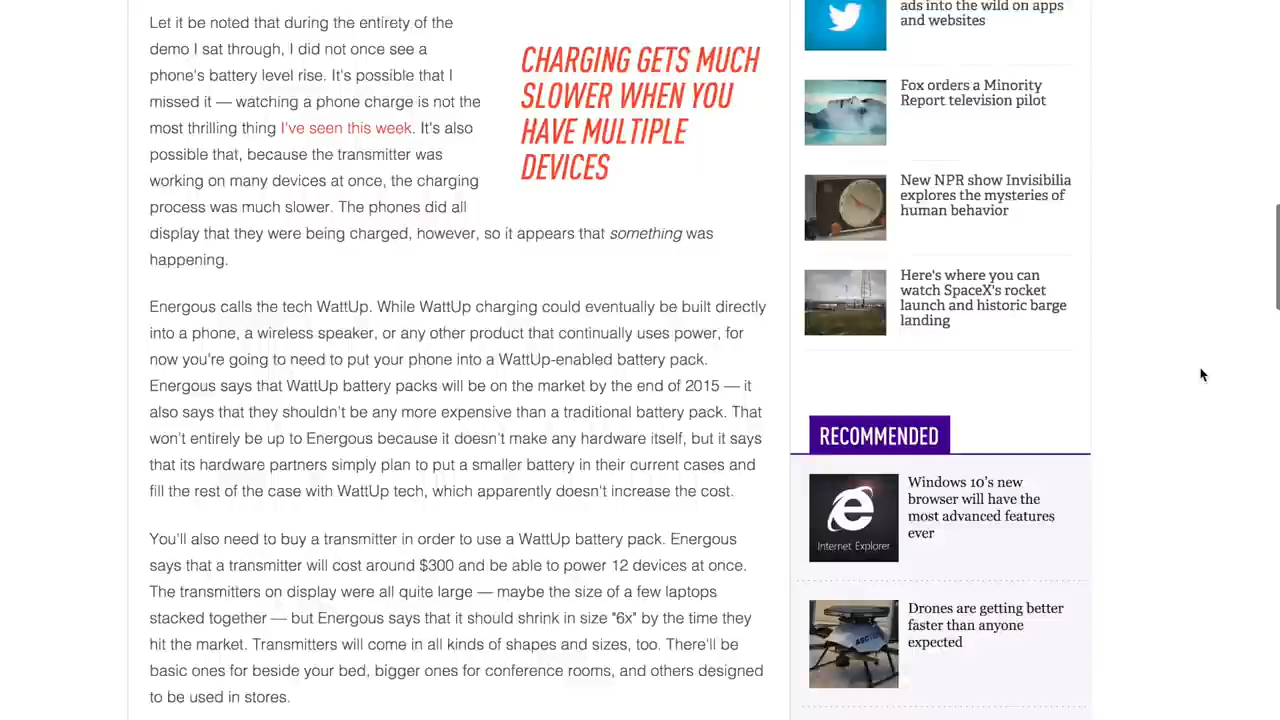 Let it be noted that during the entirety of the
demo I sat through, I did not once see a
phone's battery level rise. It's possible that I
missed it — watching a phone charge is not the
most thrilling thing I've seen this week. It's also
possible that, because the transmitter was
working on many devices at once, the charging
process was much slower. The phones did all
display that they were being charged, however, so it appears that something was
happening.
CHARGING GETS MUCH
SLOWER WHEN YOU
HAVE MULTIPLE
DEVICES
Energous calls the tech WattUp. While WattUp charging could eventually be built directly
into a phone, a wireless speaker, or any other product that continually uses power, for
now you're going to need to put your phone into a WattUp-enabled battery pack.
Energous says that WattUp battery packs will be on the market by the end of 2015 — it
also says that they shouldn't be any more expensive than a traditional battery pack. That
won't entirely be up to Energous because it doesn't make any hardware itself, but it says
that its hardware partners simply plan to put a smaller battery in their current cases and
fill the rest of the case with WattUp tech, which apparently doesn't increase the cost.
You'll also need to buy a transmitter in order to use a WattUp battery pack. Energous
says that a transmitter will cost around $300 and be able to power 12 devices at once.
The transmitters on display were all quite large — maybe the size of a few laptops
stacked together — but Energous says that it should shrink in size "6x" by the time they
hit the market. Transmitters will come in all kinds of shapes and sizes, too. There'll be
basic ones for beside your bed, bigger ones for conference rooms, and others designed
to be used in stores.
ads into the wild on apps
and websites
Fox orders a Minority
Report television pilot
New NPR show Invisibilia
explores the mysteries of
human behavior
Here's where you can
watch SpaceX's rocket
launch and historic barge
landing
RECOMMENDED
Internet Explorer
Windows 10's new
browser will have the
most advanced features
ever
Drones are getting better
faster than anyone
expected